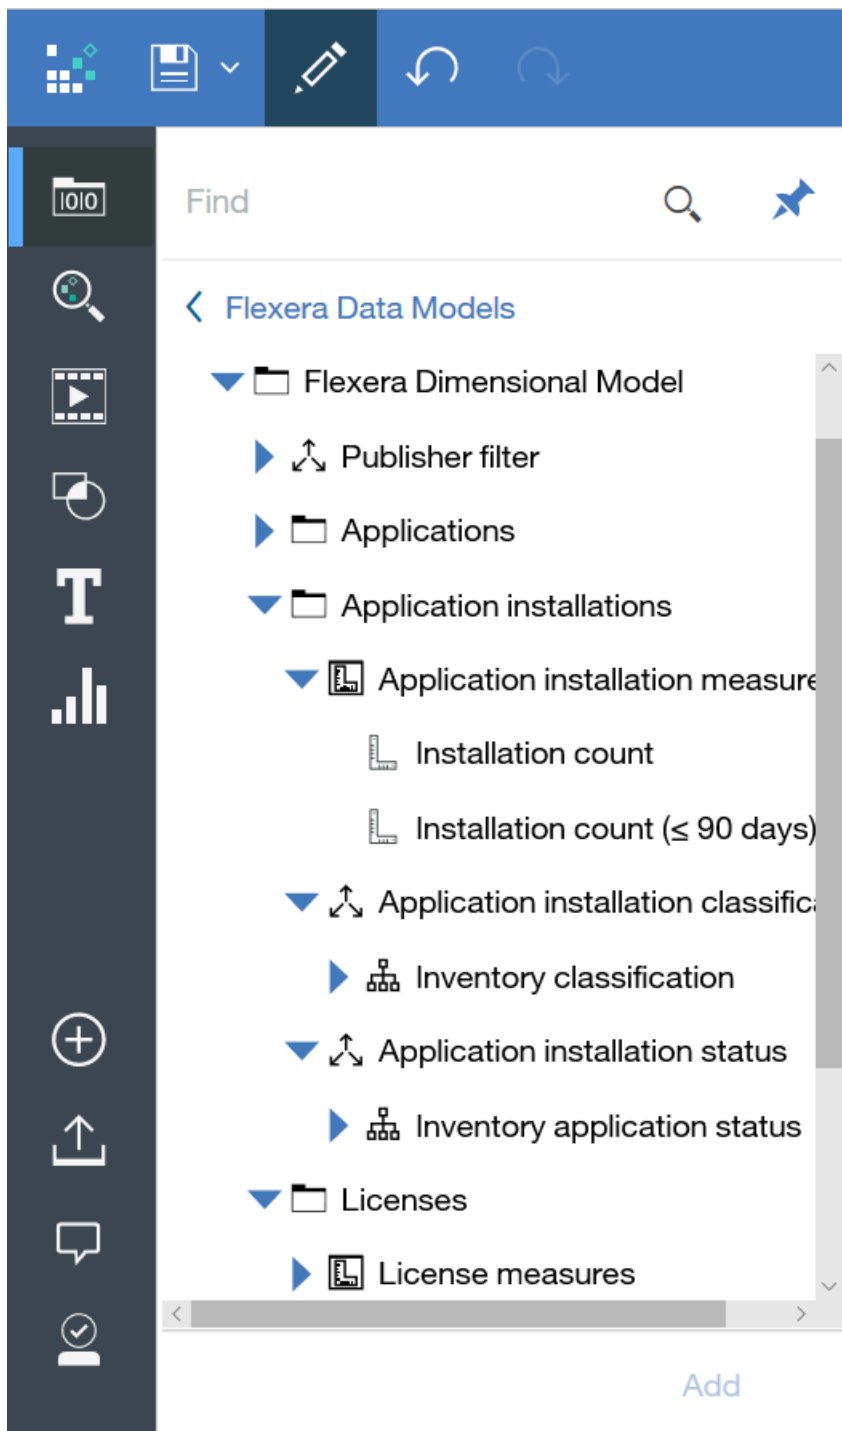 Find
Flexera Data Models
Flexera Dimensional Model
Publisher filter
Applications
Application installations
Application installation measure
Installation count
Installation count (≤ 90 days)
Application installation classific
Inventory classification
Application installation status
Inventory application status
Licenses
License measures
Add